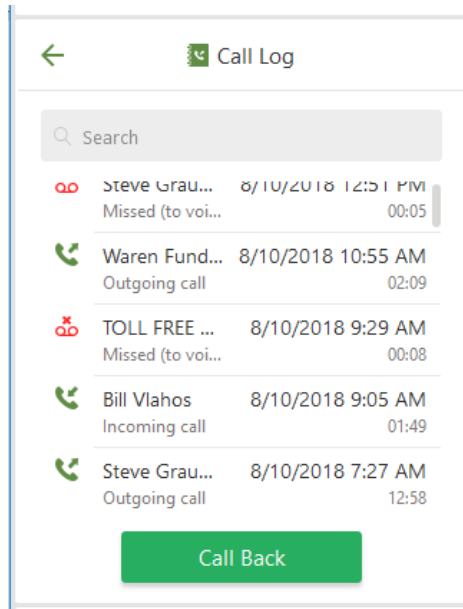 Call Log
Search
Steve Grau... 8/10/2018 12:51 PM
Missed (to voi... 00:05
Waren Fund... 8/10/2018 10:55 AM
Outgoing call 02:09
TOLL FREE ... 8/10/2018 9:29 AM
Missed (to voi... 00:08
Bill Vlahos 8/10/2018 9:05 AM
Incoming call 01:49
Steve Grau... 8/10/2018 7:27 AM
Outgoing call 12:58
Call Back